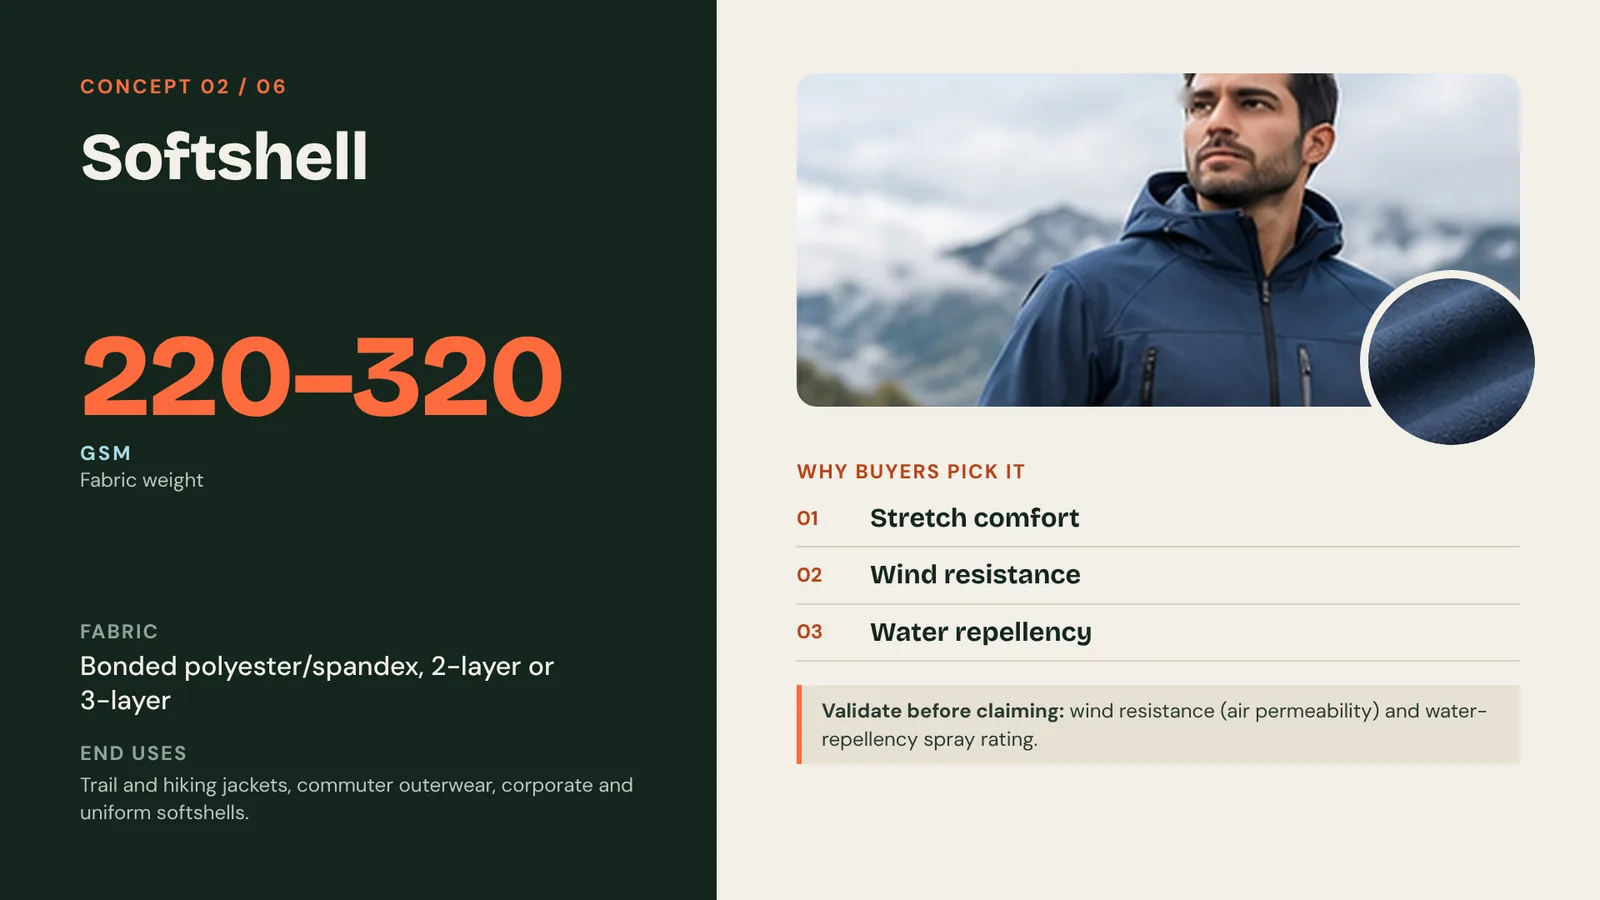 CONCEPT 02 / 06
Softshell
220–320
GSM
Fabric weight
FABRIC
Bonded polyester/spandex, 2-layer or
3-layer
END USES
Trail and hiking jackets, commuter outerwear, corporate and
uniform softshells.
WHY BUYERS PICK IT
01 Stretch comfort
02 Wind resistance
03 Water repellency
Validate before claiming: wind resistance (air permeability) and water-
repellency spray rating.